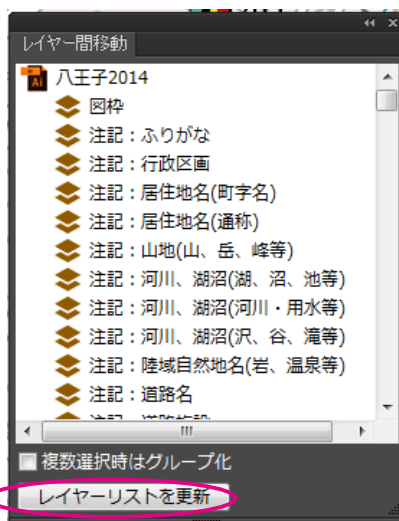 レイヤー間移動
Ai
八王子2014
図枠
注記：ふりがな
注記：行政区画
注記：居住地名(町字名)
注記：居住地名(通称)
注記：山地(山、岳、峰等)
注記：河川、湖沼(湖、沼、池等)
注記：河川、湖沼(河川・用水等)
注記：河川、湖沼(沢、谷、滝等)
注記：陸域自然地名(岩、温泉等)
注記：道路名
複数選択時はグループ化
レイヤーリストを更新